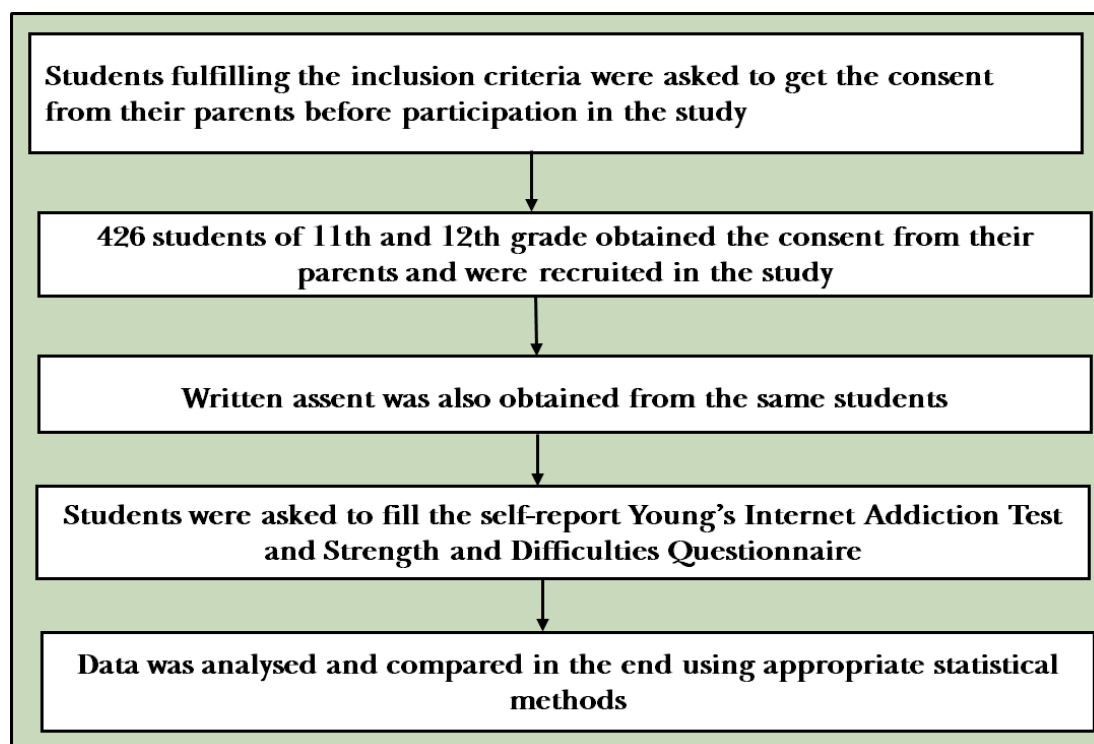 Students fulfilling the inclusion criteria were asked to get the consent
from their parents before participation in the study
426 students of 11th and 12th grade obtained the consent from their
parents and were recruited in the study
Written assent was also obtained from the same students
Students were asked to fill the self-report Young’s Internet Addiction Test
and Strength and Difficulties Questionnaire
Data was analysed and compared in the end using appropriate statistical
methods